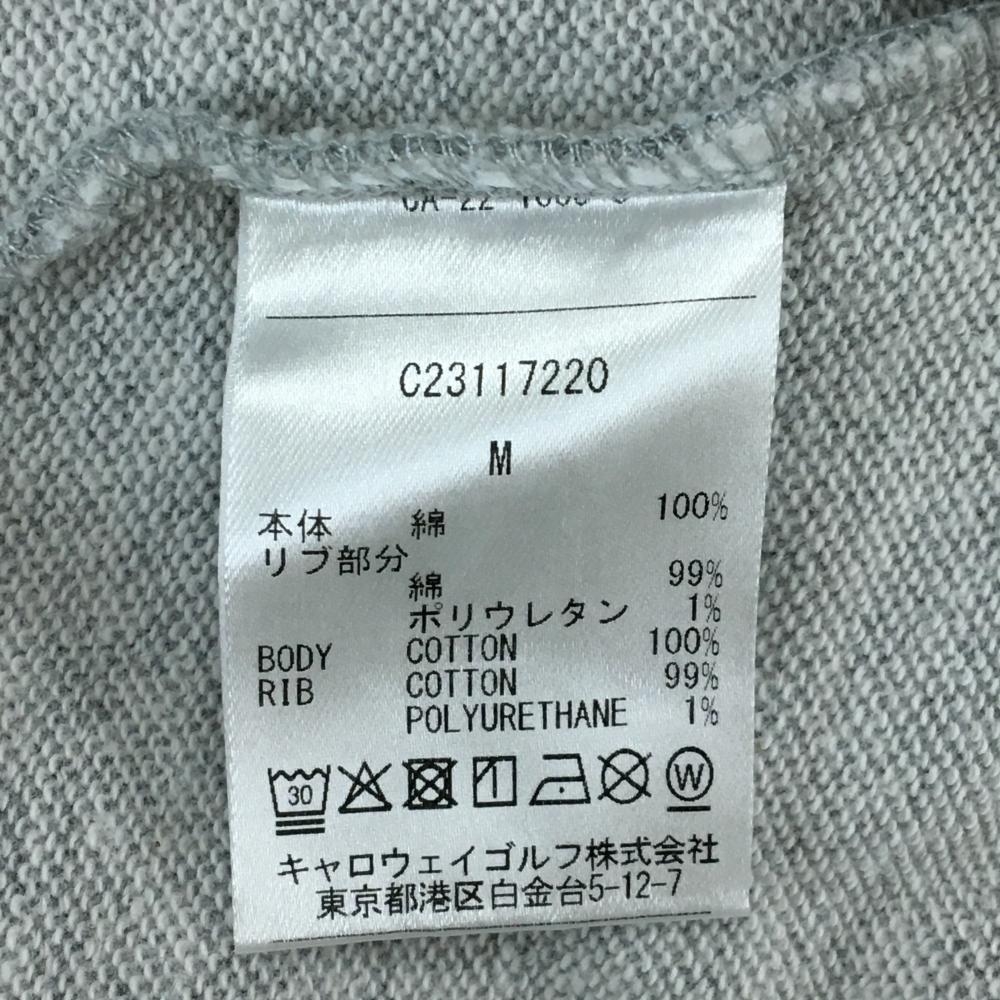 C23117220
M
本体 綿 100%
リブ部分
綿 99%
ポリウレタン 1%
BODY COTTON 100%
RIB COTTON 99%
POLYURETHANE 1%
30 W
キャロウェイゴルフ株式会社
東京都港区白金台5-12-7